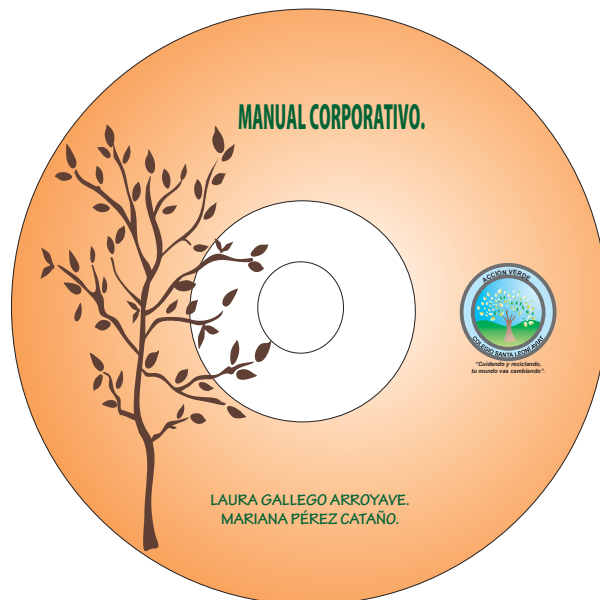 MANUAL CORPORATIVO.
ACCIÓN VERDE
COLEGIO SANTA LEONÍ AVIAT
"Cuidando y reciclando,
tu mundo vas cambiando".
LAURA GALLEGO ARROYAVE.
MARIANA PÉREZ CATAÑO.